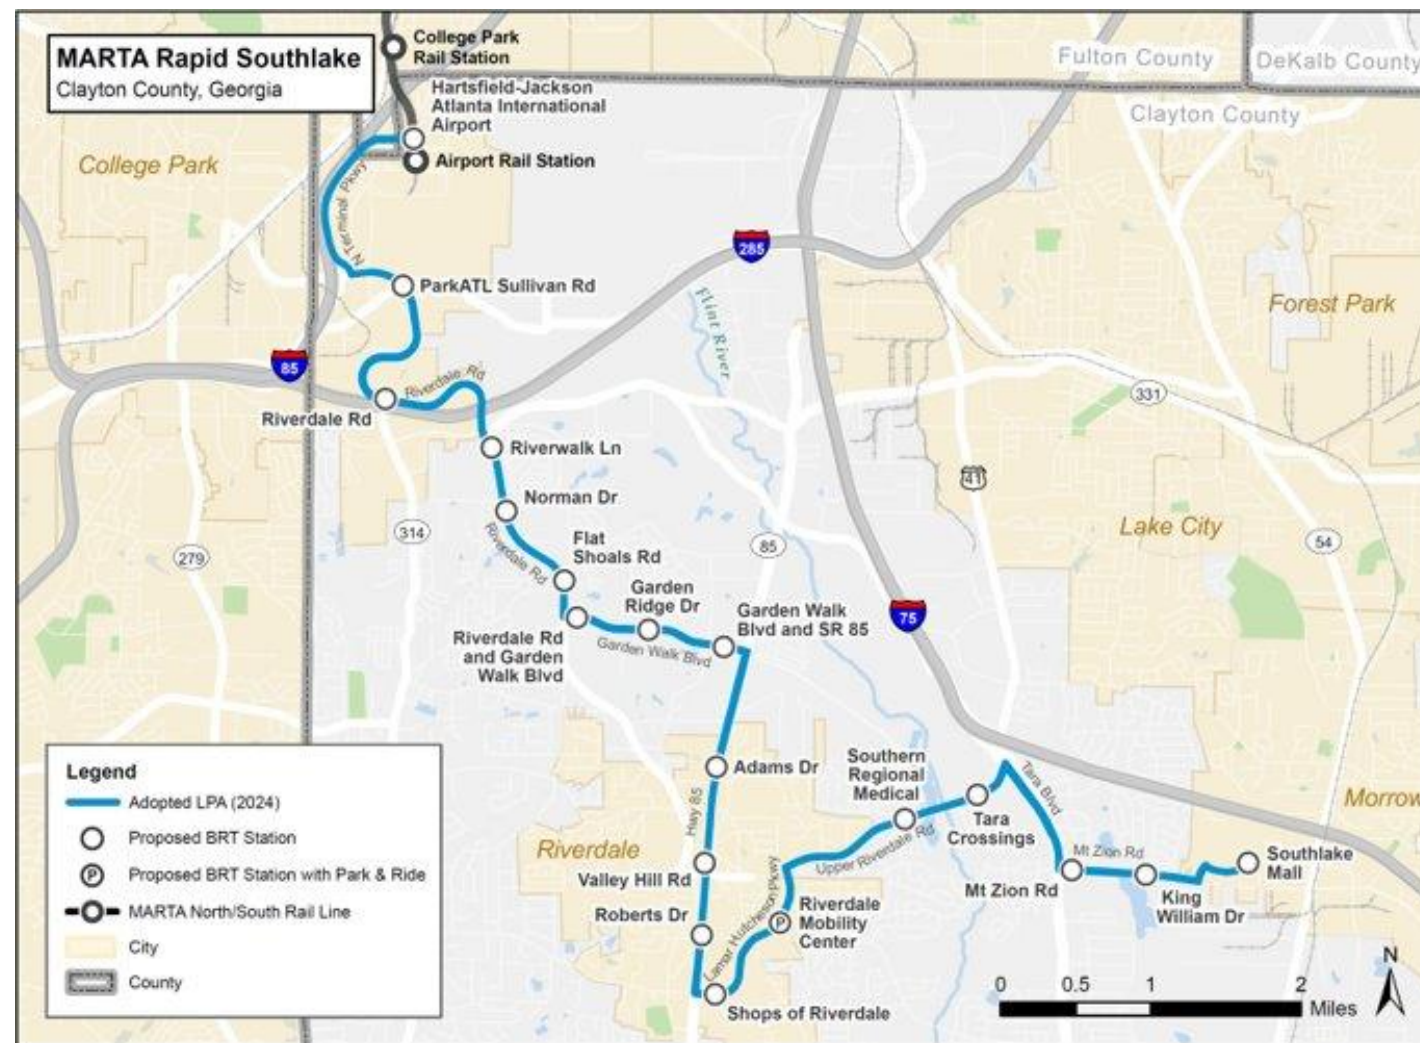 MARTA Rapid Southlake
Clayton County, Georgia
College Park
Rail Station
Hartsfield-Jackson
Atlanta International
Airport
Airport Rail Station
Fulton County
DeKalb County
Clayton County
College Park
N Terminal Pkwy
285
ParkATL Sullivan Rd
Flint River
Forest Park
85
Riverdale Rd
Riverdale Rd
331
Riverwalk Ln
41
Norman Dr
314
Lake City
279
Riverdale Rd
Flat
Shoals Rd
85
54
Garden
Ridge Dr
Garden Walk
Blvd and SR 85
75
Riverdale Rd
and Garden
Walk Blvd
Garden Walk Blvd
Adams Dr
Southern
Regional
Medical
Tara Blvd
Morrow
Hwy 85
Tara
Crossings
Riverdale
Upper Riverdale Rd
Mt Zion Rd
Southlake
Mall
Valley Hill Rd
Mt Zion Rd
King
William Dr
Roberts Dr
Lamar Hutcheson Pkwy
P
Riverdale
Mobility
Center
Shops of Riverdale
Legend
Adopted LPA (2024)
Proposed BRT Station
P
Proposed BRT Station with Park & Ride
MARTA North/South Rail Line
City
County
N
0 0.5 1 2
Miles